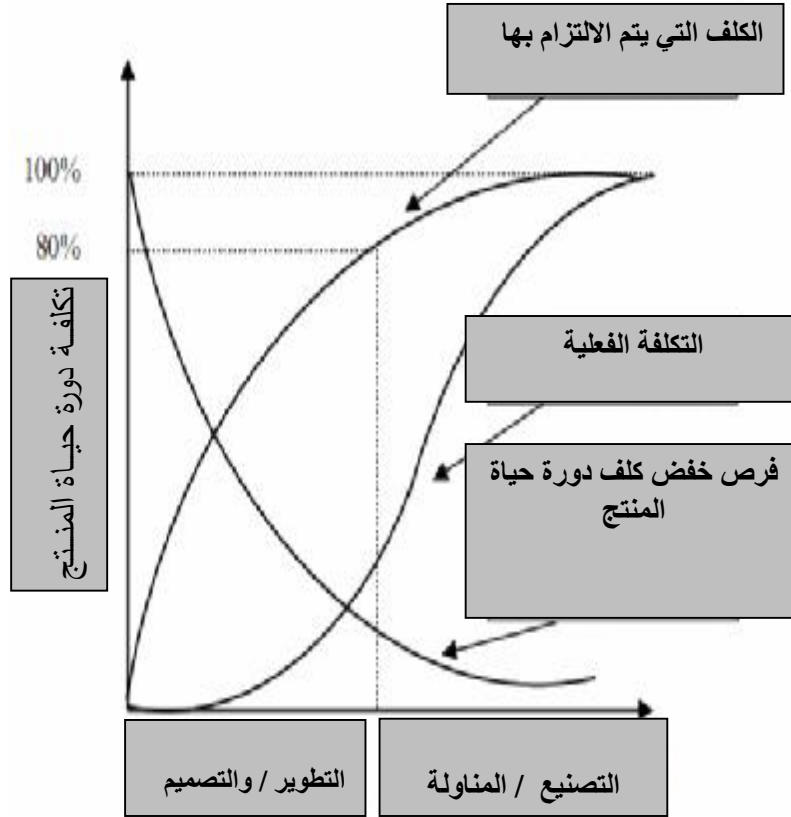 الكلف التي يتم الالتزام بها
100%
80%
تكلفة دورة حياة المنتج
التكلفة الفعلية
فرص خفض كلف دورة حياة
المنتج
التطوير / والتصميم
التصنيع / المناولة